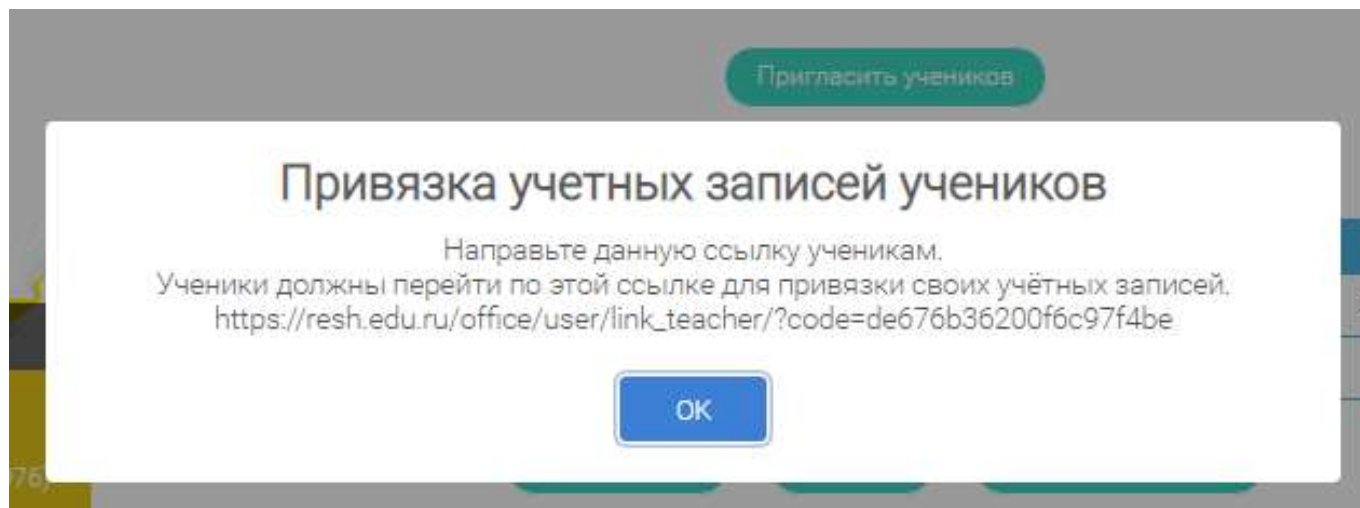 Пригласить учеников
Привязка учетных записей учеников
Направьте данную ссылку ученикам.
Ученики должны перейти по этой ссылке для привязки своих учётных записей.
https://resh.edu.ru/office/user/link_teacher/?code=de676b36200f6c97f4be
ОК